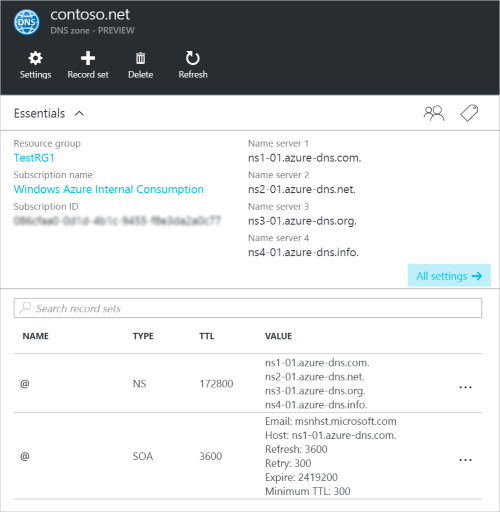 contoso.net
DNS zone - PREVIEW
DNS
Settings
Record set
Delete
Refresh
Essentials
Resource group
TestRG1
Subscription name
Windows Azure Internal Consumption
Subscription ID
Name server 1
ns1-01.azure-dns.com.
Name server 2
ns2-01.azure-dns.net.
Name server 3
ns3-01.azure-dns.org.
Name server 4
ns4-01.azure-dns.info.
All settings →
Search record sets
NAME TYPE TTL VALUE
@ NS 172800
ns1-01.azure-dns.com.
ns2-01.azure-dns.net.
ns3-01.azure-dns.org.
ns4-01.azure-dns.info.
...
@ SOA 3600
Email: msnhst.microsoft.com
Host: ns1-01.azure-dns.com.
Refresh: 3600
Retry: 300
Expire: 2419200
Minimum TTL: 300
...